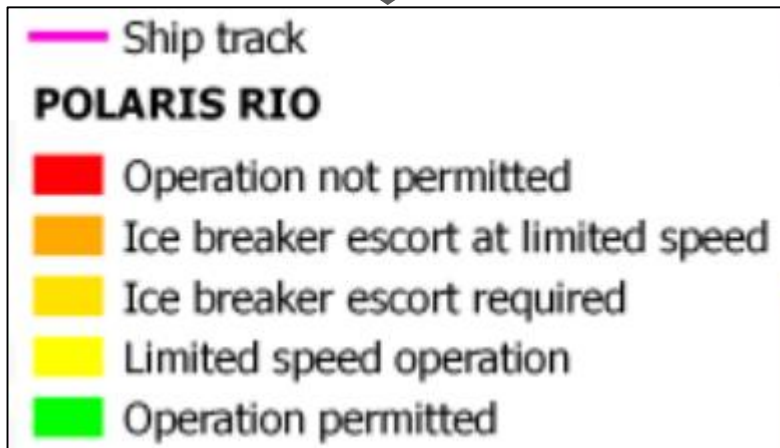 Ship track
POLARIS RIO
Operation not permitted
Ice breaker escort at limited speed
Ice breaker escort required
Limited speed operation
Operation permitted